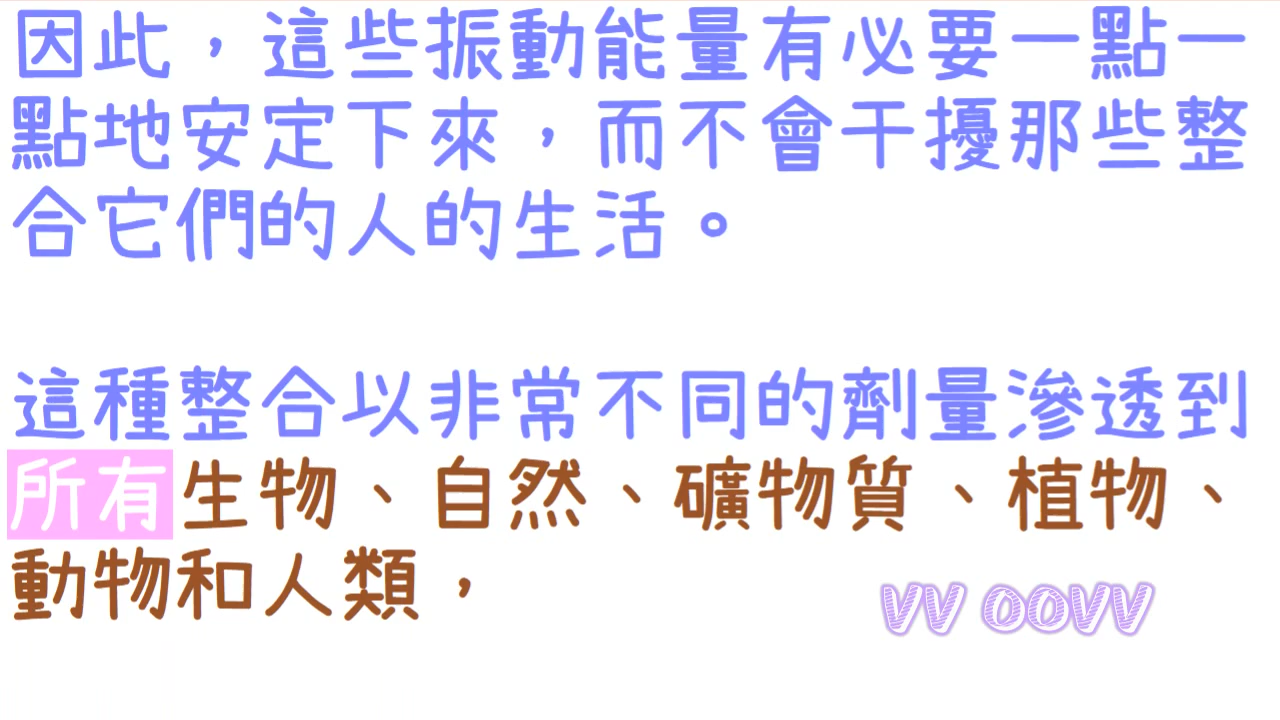 因此，這些振動能量有必要一點一
點地安定下來，而不會干擾那些整
合它們的人的生活。
這種整合以非常不同的劑量滲透到
所有生物、自然、礦物質、植物、
動物和人類，
VV OOVV